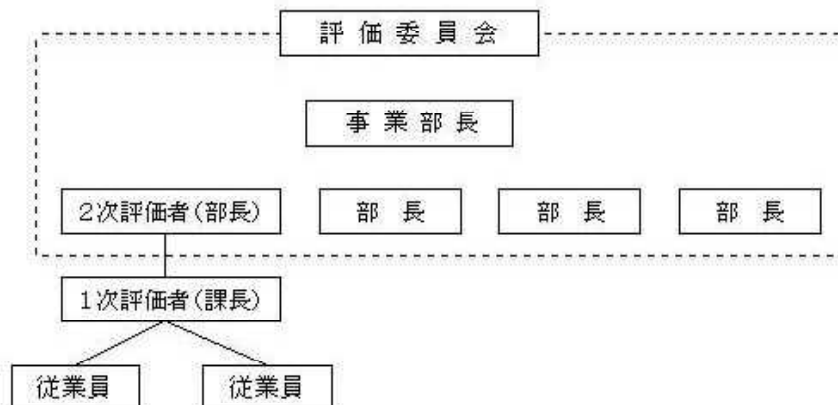 評価委員会
事業部長
2次評価者(部長) 部長 部長 部長
1次評価者(課長)
従業員 従業員